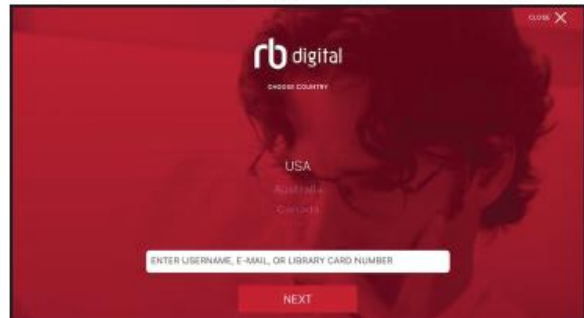 CLOSE X
rb digital
CHOOSE COUNTRY
USA
Australia
Canada
ENTER USERNAME, E-MAIL, OR LIBRARY CARD NUMBER
NEXT